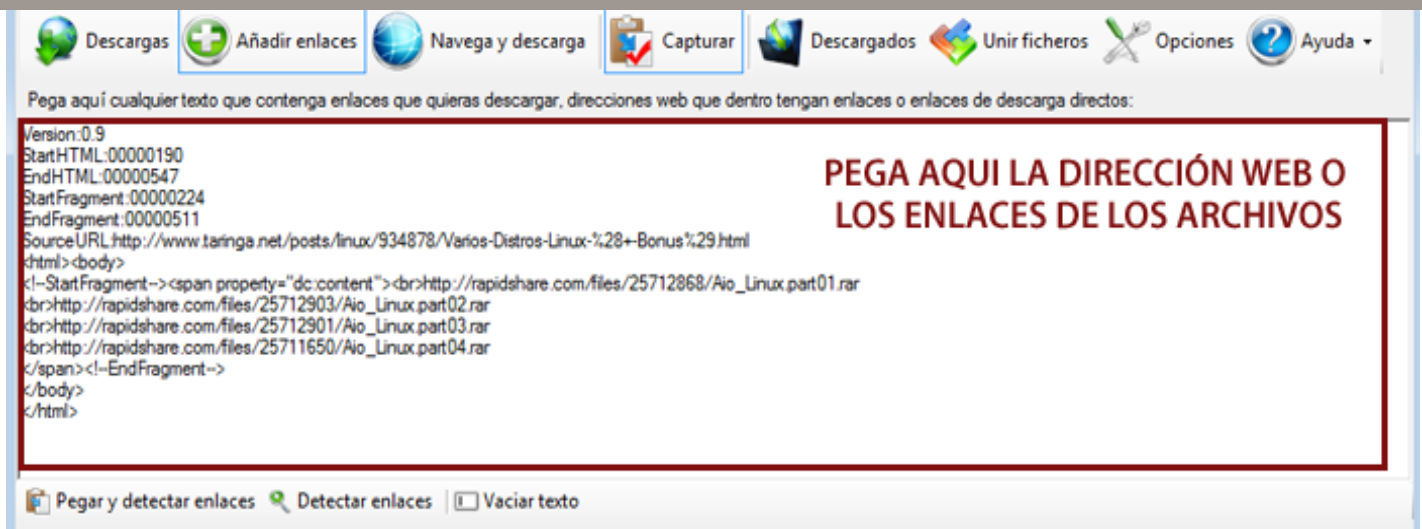 Descargas Añadir enlaces Navega y descarga Capturar Descargados Unir ficheros Opciones Ayuda
Pega aquí cualquier texto que contenga enlaces que quieras descargar, direcciones web que dentro tengan enlaces o enlaces de descarga directos:
Version:0.9
StartHTML:00000190
EndHTML:00000547
StartFragment:00000224
EndFragment:00000511
SourceURL:http://www.taringa.net/posts/linux/934878/Varios-Distros-Linux-%28+-Bonus%29.html
<html><body>
<!--StartFragment--><span property="dc:content"><br>http://rapidshare.com/files/25712868/Aio_Linux.part01.rar
<br>http://rapidshare.com/files/25712903/Aio_Linux.part02.rar
<br>http://rapidshare.com/files/25712901/Aio_Linux.part03.rar
<br>http://rapidshare.com/files/25711650/Aio_Linux.part04.rar
</span><!--EndFragment-->
</body>
</html>
PEGA AQUI LA DIRECCIÓN WEB O
LOS ENLACES DE LOS ARCHIVOS
Pegar y detectar enlaces Detectar enlaces Vaciar texto